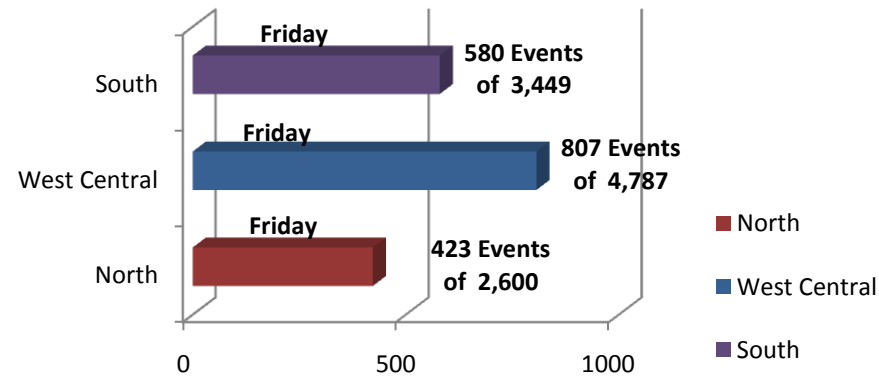 Friday
580 Events
of 3,449
South
Friday
807 Events
of 4,787
West Central
Friday
423 Events
of 2,600
North
0 500 1000
North
West Central
South